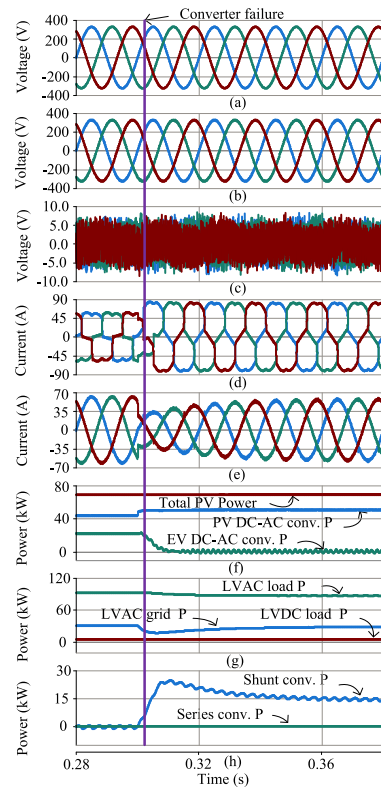 Converter failure
400
200
0
-200
-400
Voltage (V)
(a)
400
200
0
-200
-400
Voltage (V)
(b)
10.0
5.0
0.0
-5.0
-10.0
Voltage (V)
(c)
90
45
0
-45
-90
Current (A)
(d)
70
35
0
-35
-70
Current (A)
(e)
80
40
0
Power (kW)
Total PV Power
PV DC-AC conv. P
EV DC-AC conv. P
(f)
120
60
0
Power (kW)
LVAC load P
LVAC grid P
LVDC load P
(g)
30
15
0
Power (kW)
Shunt conv. P
Series conv. P
0.28
0.32
(h)
0.36
Time (s)